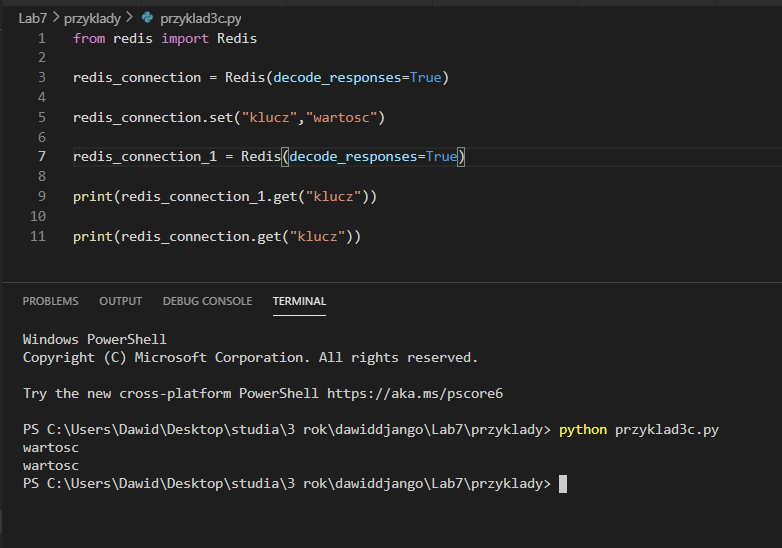 Lab7 > przyklady > przyklad3c.py
1 from redis import Redis
2
3 redis_connection = Redis(decode_responses=True)
4
5 redis_connection.set("klucz","wartosc")
6
7 redis_connection_1 = Redis(decode_responses=True)
8
9 print(redis_connection_1.get("klucz"))
10
11 print(redis_connection.get("klucz"))
PROBLEMS OUTPUT DEBUG CONSOLE TERMINAL
Windows PowerShell
Copyright (C) Microsoft Corporation. All rights reserved.
Try the new cross-platform PowerShell https://aka.ms/pscore6
PS C:\Users\Dawid\Desktop\studia\3 rok\dawiddjango\Lab7\przyklady> python przyklad3c.py
wartosc
wartosc
PS C:\Users\Dawid\Desktop\studia\3 rok\dawiddjango\Lab7\przyklady>